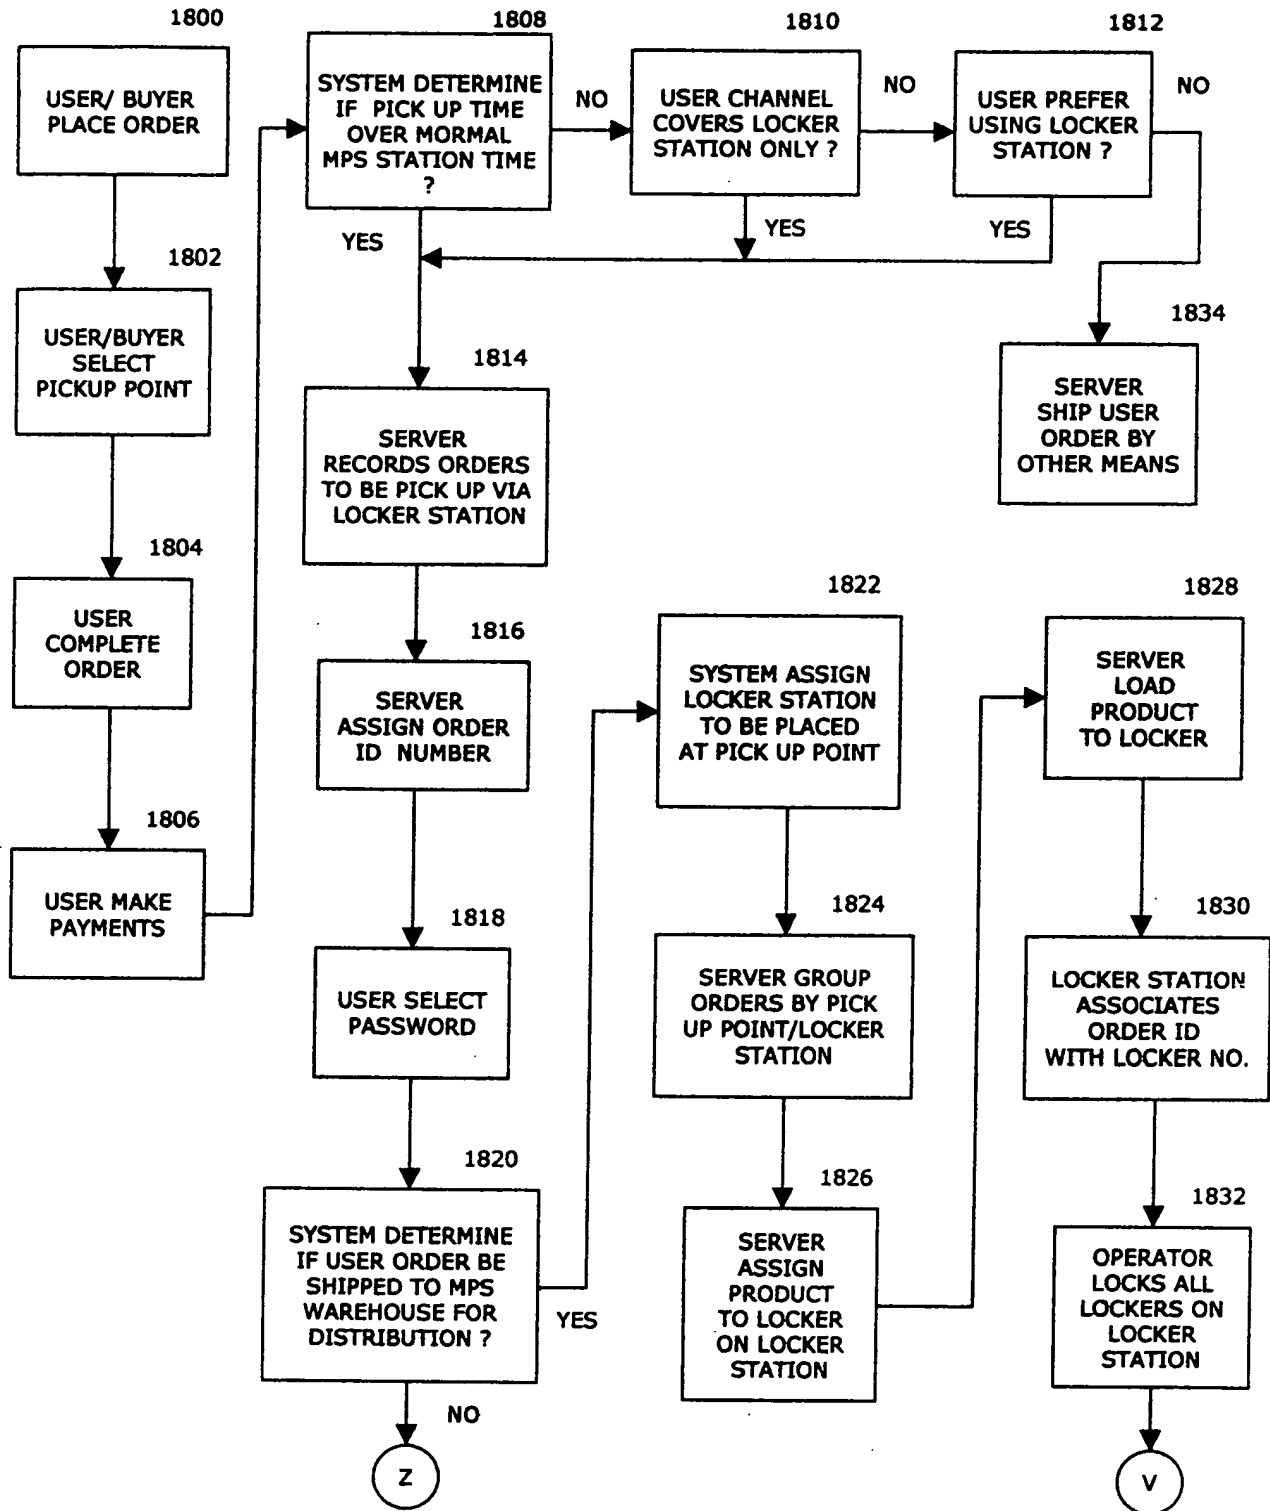 1800
USER/ BUYER
PLACE ORDER
1802
USER/BUYER
SELECT
PICKUP POINT
1804
USER
COMPLETE
ORDER
1806
USER MAKE
PAYMENTS
1808
SYSTEM DETERMINE
IF PICK UP TIME
OVER MORMAL
MPS STATION TIME
?
NO
YES
1810
USER CHANNEL
COVERS LOCKER
STATION ONLY ?
NO
YES
1812
USER PREFER
USING LOCKER
STATION ?
NO
YES
1834
SERVER
SHIP USER
ORDER BY
OTHER MEANS
1814
SERVER
RECORDS ORDERS
TO BE PICK UP VIA
LOCKER STATION
1816
SERVER
ASSIGN ORDER
ID NUMBER
1818
USER SELECT
PASSWORD
1820
SYSTEM DETERMINE
IF USER ORDER BE
SHIPPED TO MPS
WAREHOUSE FOR
DISTRIBUTION ?
YES
NO
Z
1822
SYSTEM ASSIGN
LOCKER STATION
TO BE PLACED
AT PICK UP POINT
1824
SERVER GROUP
ORDERS BY PICK
UP POINT/LOCKER
STATION
1826
SERVER
ASSIGN
PRODUCT
TO LOCKER
ON LOCKER
STATION
1828
SERVER
LOAD
PRODUCT
TO LOCKER
1830
LOCKER STATION
ASSOCIATES
ORDER ID
WITH LOCKER NO.
1832
OPERATOR
LOCKS ALL
LOCKERS ON
LOCKER
STATION
V